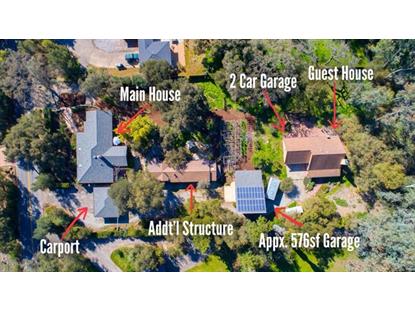 Guest House
2 Car Garage
Main House
Carport
Addt'l Structure
Appx. 576sf Garage